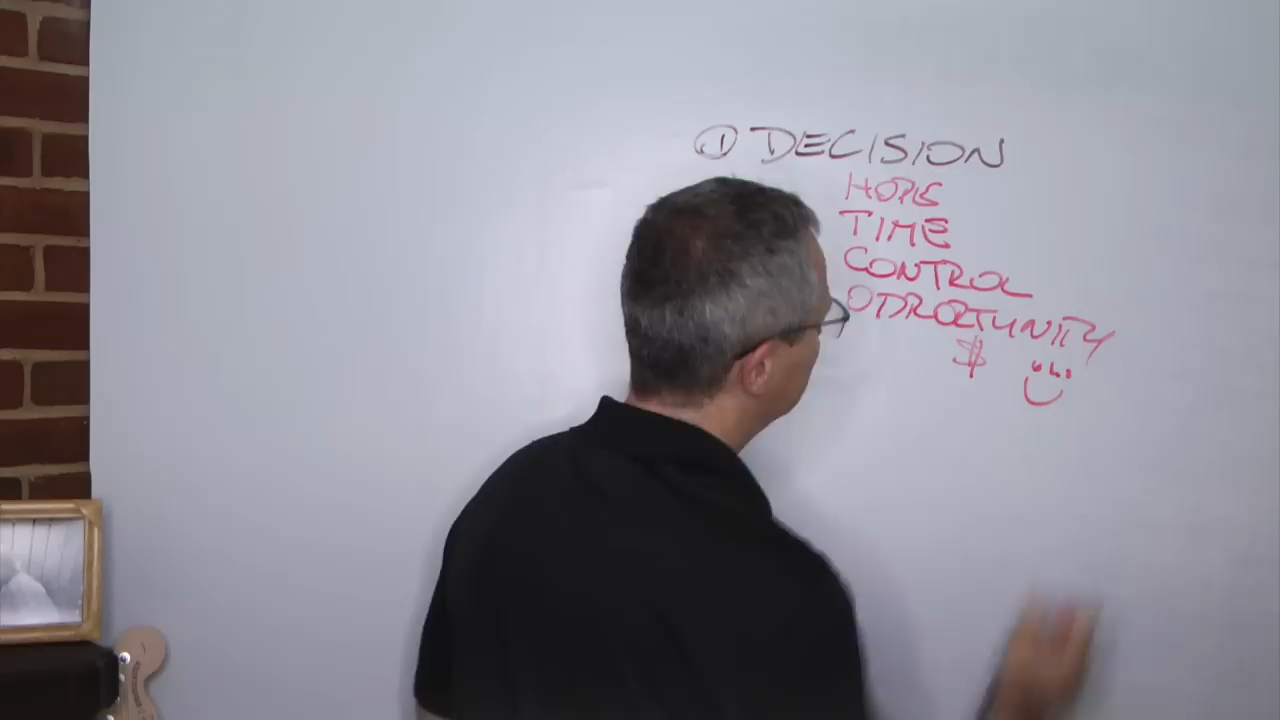 ① DECISION
HOPE
TIME
CONTROL
OPPORTUNITY
$